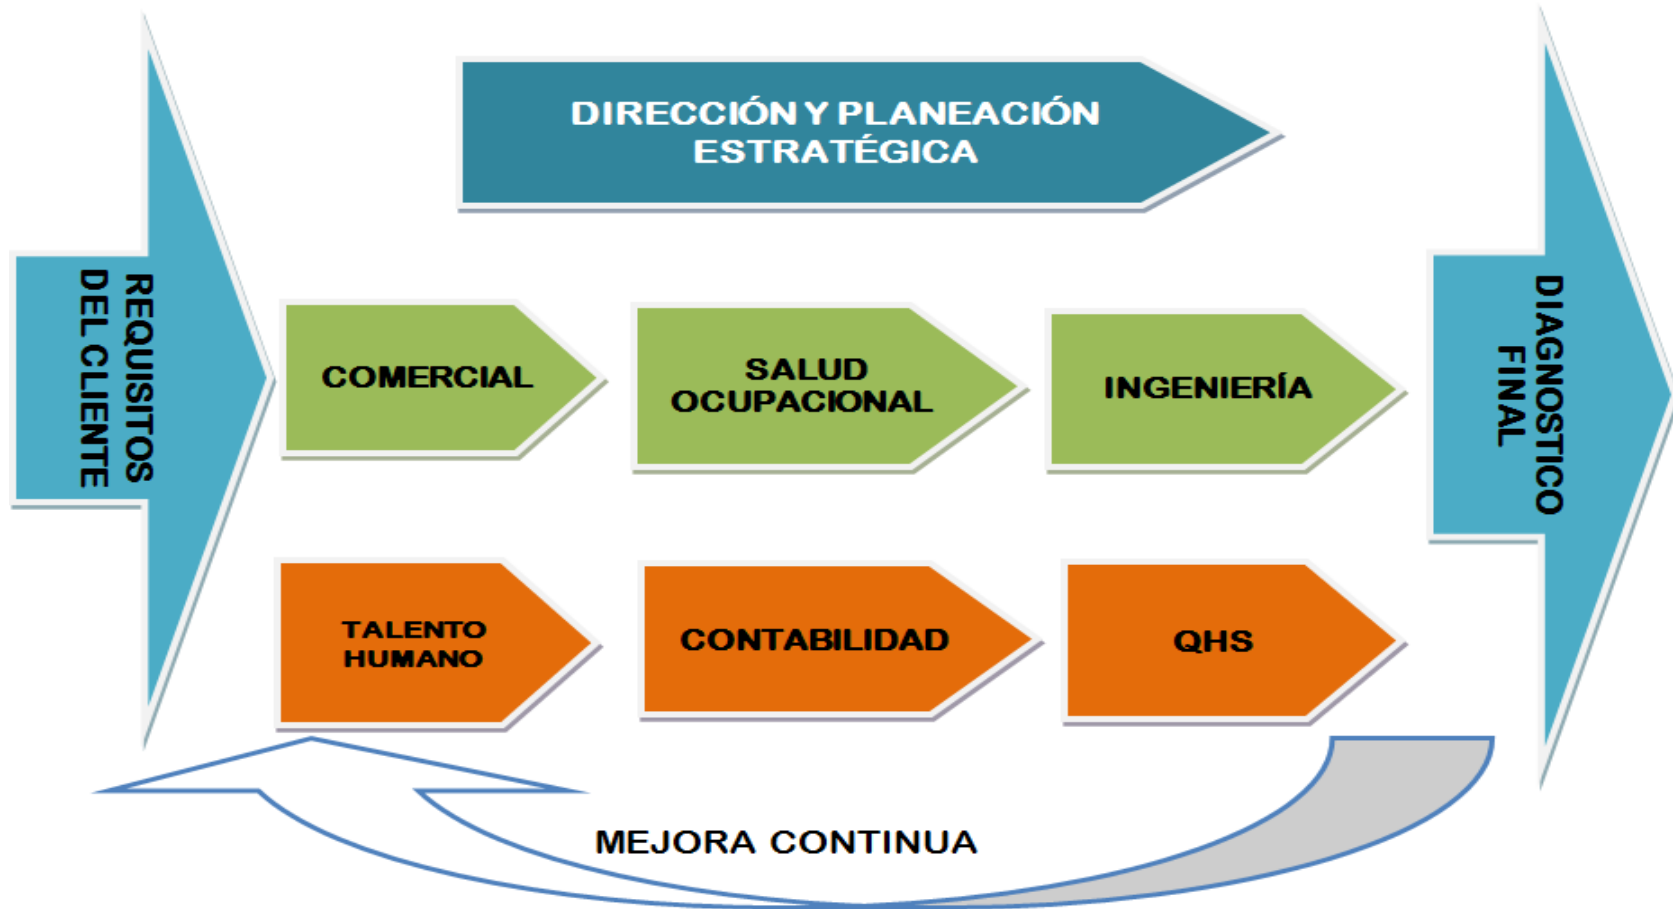 DIRECCIÓN Y PLANEACIÓN
ESTRATÉGICA
REQUISITOS
DEL CLIENTE
COMERCIAL
SALUD
OCUPACIONAL
INGENIERÍA
DIAGNOSTICO
FINAL
TALENTO
HUMANO
CONTABILIDAD
QHS
MEJORA CONTINUA